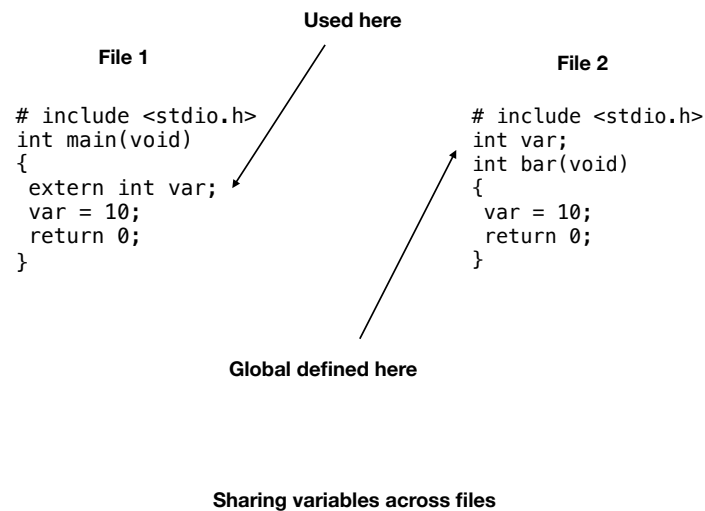 Used here
File 1
# include <stdio.h>
int main(void)
{
 extern int var;
 var = 10;
 return 0;
}
File 2
# include <stdio.h>
int var;
int bar(void)
{
 var = 10;
 return 0;
}
Global defined here
Sharing variables across files